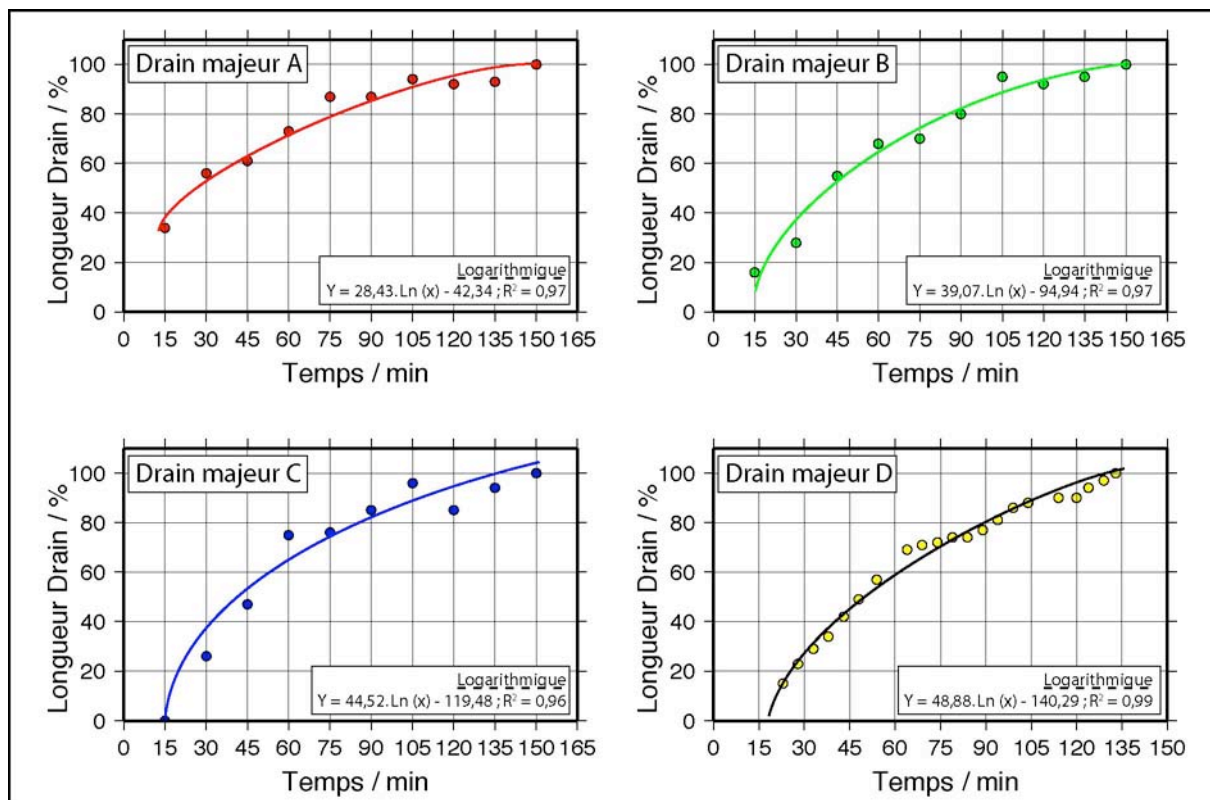 Drain majeur A
Longueur Drain / %
100
80
60
40
20
0
Logarithmique
Y = 28,43.Ln (x) - 42,34 ; R² = 0,97
0 15 30 45 60 75 90 105 120 135 150 165
Temps / min
Drain majeur B
Longueur Drain / %
100
80
60
40
20
0
Logarithmique
Y = 39,07.Ln (x) - 94,94 ; R² = 0,97
0 15 30 45 60 75 90 105 120 135 150 165
Temps / min
Drain majeur C
Longueur Drain / %
100
80
60
40
20
0
Logarithmique
Y = 44,52.Ln (x) - 119,48 ; R² = 0,96
0 15 30 45 60 75 90 105 120 135 150 165
Temps / min
Drain majeur D
Longueur Drain / %
100
80
60
40
20
0
Logarithmique
Y = 48,88.Ln (x) - 140,29 ; R² = 0,99
0 15 30 45 60 75 90 105 120 135 150
Temps / min